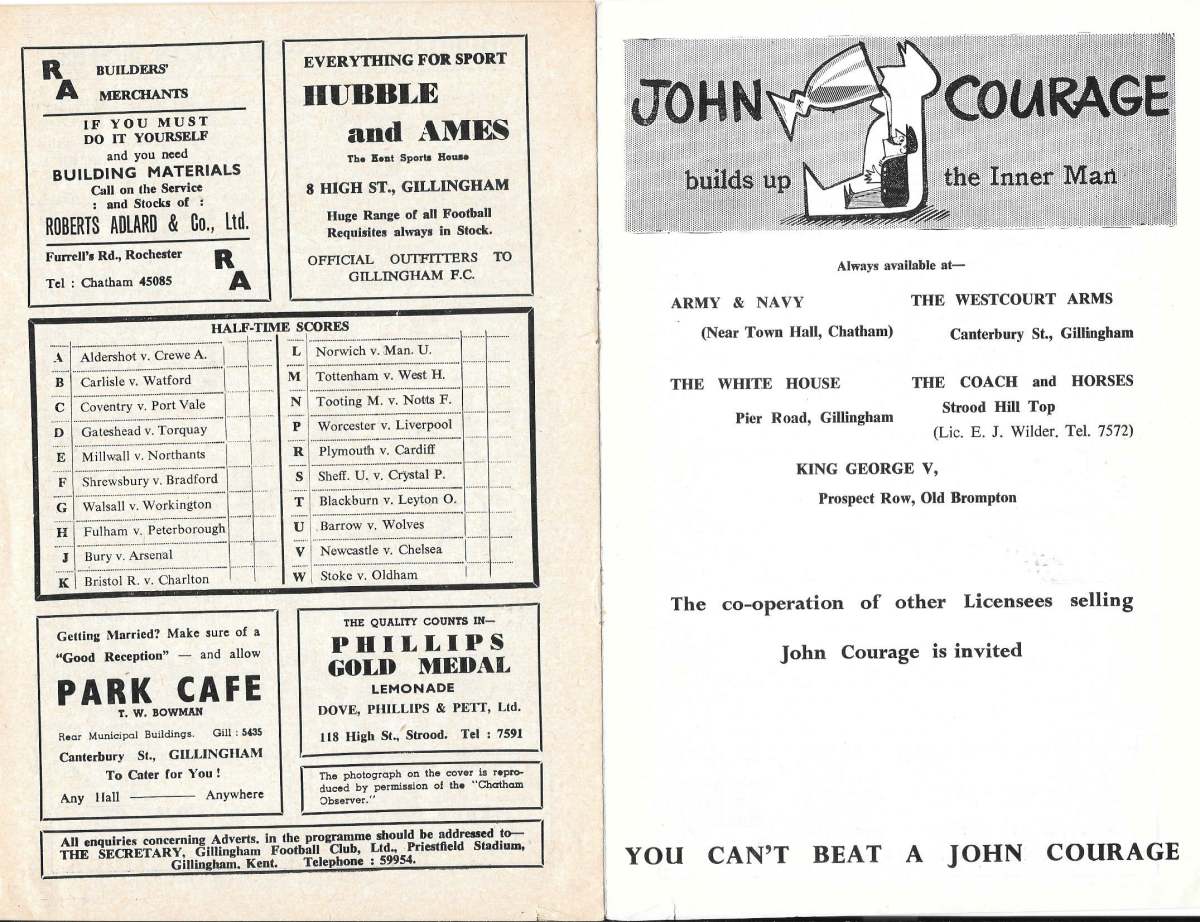 R A
BUILDERS'
MERCHANTS
IF YOU MUST
DO IT YOURSELF
and you need
BUILDING MATERIALS
Call on the Service
: and Stocks of :
ROBERTS ADLARD & Co., Ltd.
Furrell's Rd., Rochester
Tel : Chatham 45085
R A
EVERYTHING FOR SPORT
HUBBLE
and AMES
The Kent Sports House
8 HIGH ST., GILLINGHAM
Huge Range of all Football
Requisites always in Stock.
OFFICIAL OUTFITTERS TO
GILLINGHAM F.C.
HALF-TIME SCORES
A Aldershot v. Crewe A.
B Carlisle v. Watford
C Coventry v. Port Vale
D Gateshead v. Torquay
E Millwall v. Northants
F Shrewsbury v. Bradford
G Walsall v. Workington
H Fulham v. Peterborough
J Bury v. Arsenal
K Bristol R. v. Charlton
L Norwich v. Man. U.
M Tottenham v. West H.
N Tooting M. v. Notts F.
P Worcester v. Liverpool
R Plymouth v. Cardiff
S Sheff. U. v. Crystal P.
T Blackburn v. Leyton O.
U Barrow v. Wolves
V Newcastle v. Chelsea
W Stoke v. Oldham
Getting Married? Make sure of a
"Good Reception" — and allow
PARK CAFE
T. W. BOWMAN
Rear Municipal Buildings. Gill : 5435
Canterbury St., GILLINGHAM
To Cater for You !
Any Hall ——— Anywhere
THE QUALITY COUNTS IN—
PHILLIPS
GOLD MEDAL
LEMONADE
DOVE, PHILLIPS & PETT, Ltd.
118 High St., Strood. Tel : 7591
The photograph on the cover is repro-
duced by permission of the "Chatham
Observer."
All enquiries concerning Adverts. in the programme should be addressed to—
THE SECRETARY, Gillingham Football Club, Ltd., Priestfield Stadium,
Gillingham, Kent. Telephone : 59954.
JOHN COURAGE
builds up the Inner Man
Always available at—
ARMY & NAVY
(Near Town Hall, Chatham)
THE WESTCOURT ARMS
Canterbury St., Gillingham
THE WHITE HOUSE
Pier Road, Gillingham
THE COACH and HORSES
Strood Hill Top
(Lic. E. J. Wilder. Tel. 7572)
KING GEORGE V,
Prospect Row, Old Brompton
The co-operation of other Licensees selling
John Courage is invited
YOU CAN'T BEAT A JOHN COURAGE